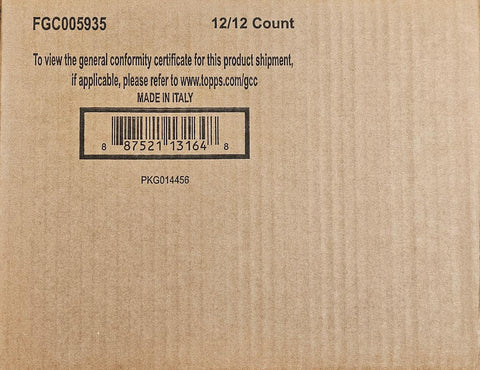 FGC005935 12/12 Count
To view the general conformity certificate for this product shipment,
if applicable, please refer to www.topps.com/gcc
MADE IN ITALY
8 87521 13164 8
PKG014456